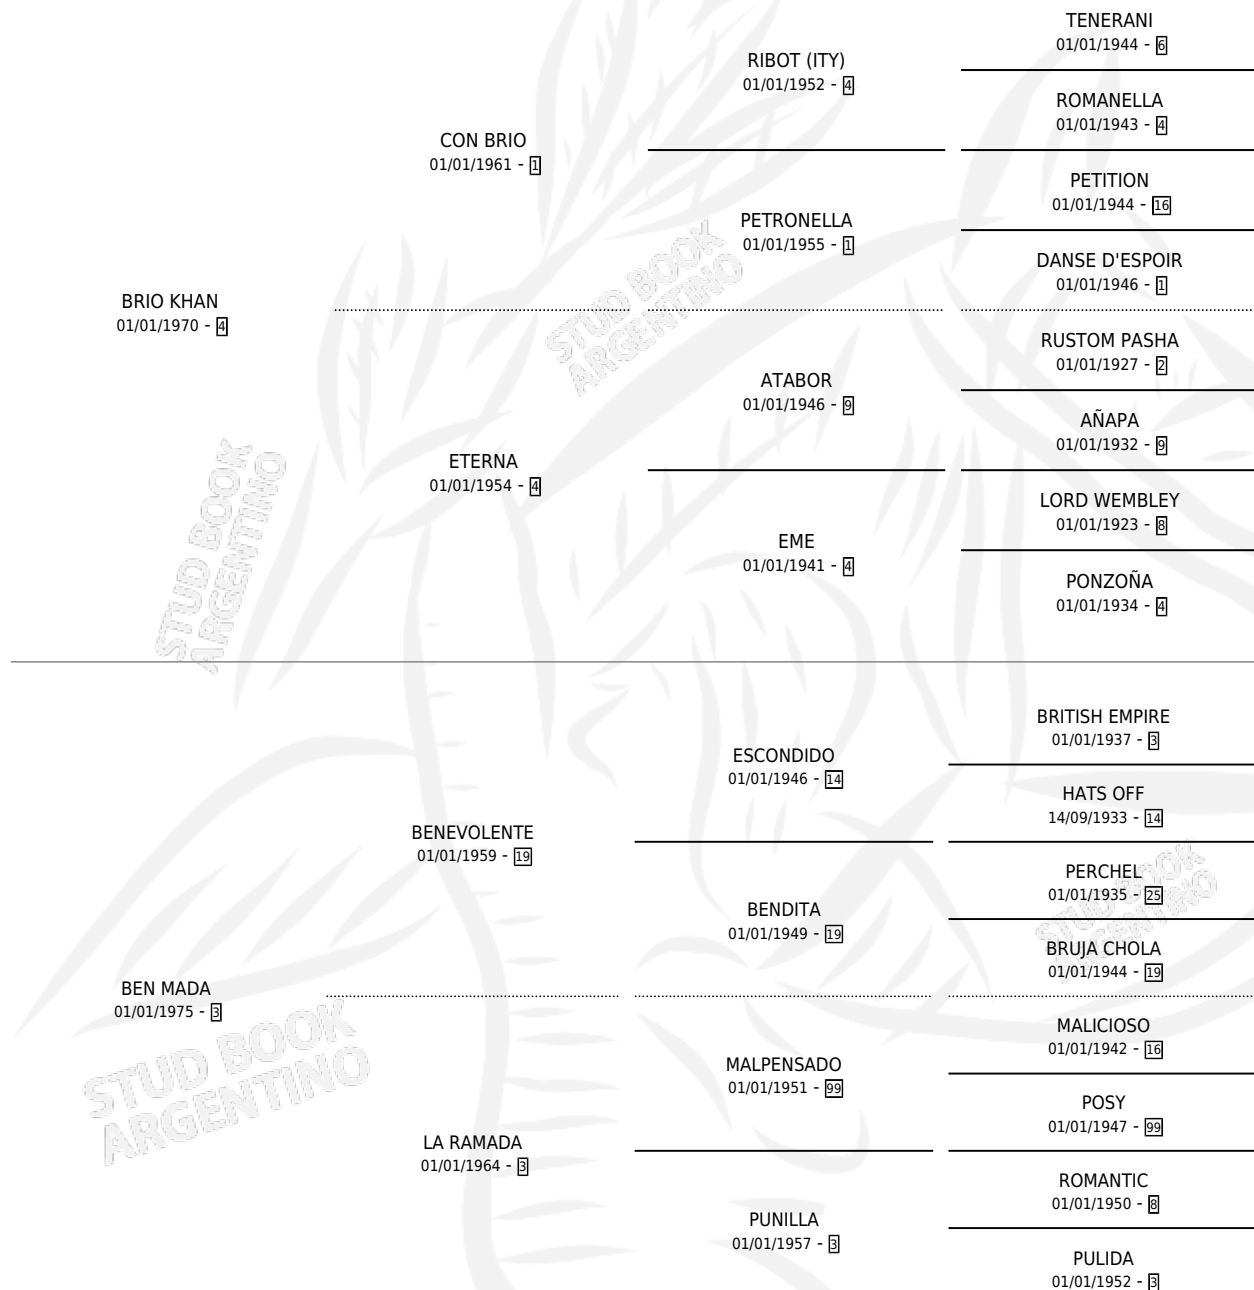 TENERANI
01/01/1944 - 6
RIBOT (ITY)
01/01/1952 - 4
ROMANELLA
01/01/1943 - 4
CON BRIO
01/01/1961 - 1
PETITION
01/01/1944 - 16
PETRONELLA
01/01/1955 - 1
DANSE D'ESPOIR
01/01/1946 - 1
BRIO KHAN
01/01/1970 - 4
STUD BOOK
ARGENTINO
RUSTOM PASHA
01/01/1927 - 2
ATABOR
01/01/1946 - 9
AÑAPA
01/01/1932 - 9
ETERNA
01/01/1954 - 4
LORD WEMBLEY
01/01/1923 - 8
EME
01/01/1941 - 4
PONZOÑA
01/01/1934 - 4
STUD BOOK
ARGENTINO
BRITISH EMPIRE
01/01/1937 - 3
ESCONDIDO
01/01/1946 - 14
HATS OFF
14/09/1933 - 14
BENEVOLENTE
01/01/1959 - 19
PERCHEL
01/01/1935 - 25
BENDITA
01/01/1949 - 19
BRUJA CHOLA
01/01/1944 - 19
STUD BOOK
ARGENTINO
BEN MADA
01/01/1975 - 3
STUD BOOK
ARGENTINO
MALICIOSO
01/01/1942 - 16
MALPENSADO
01/01/1951 - 99
POSY
01/01/1947 - 99
LA RAMADA
01/01/1964 - 3
ROMANTIC
01/01/1950 - 8
PUNILLA
01/01/1957 - 3
PULIDA
01/01/1952 - 3